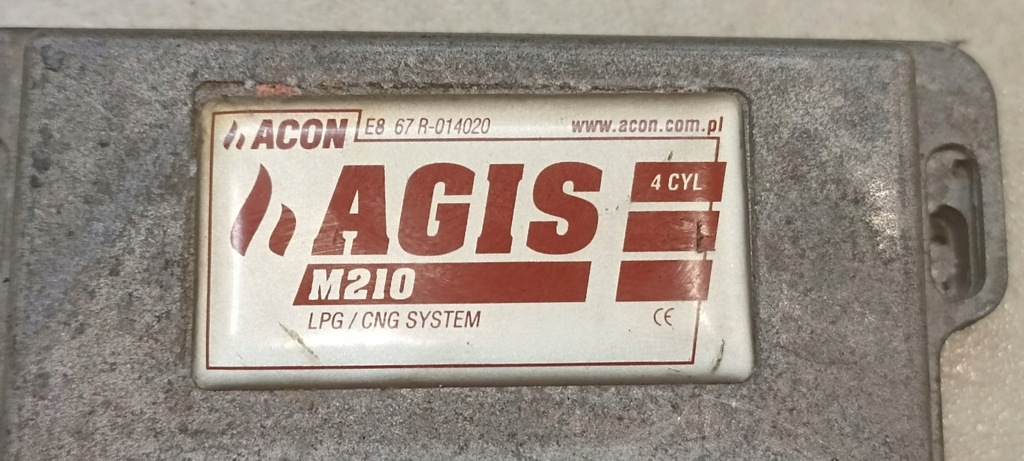 ACON E8 67 R-014020 www.acon.com.pl
AGIS 4 CYL
M210
LPG / CNG SYSTEM CE